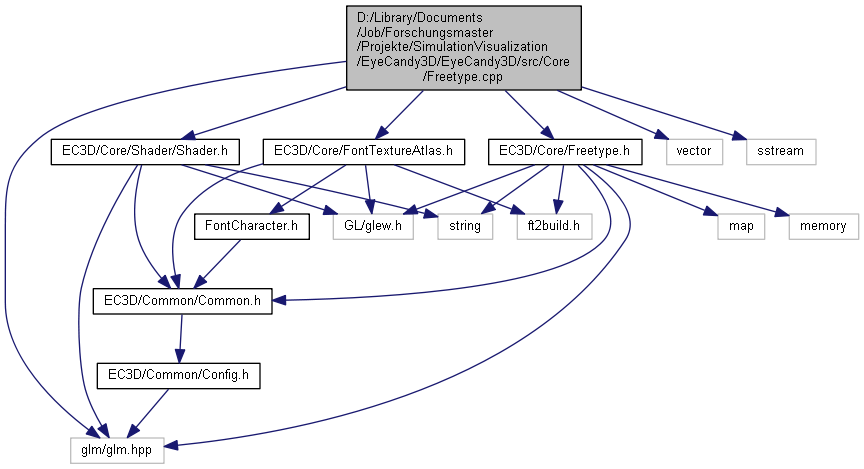 D:/Library/Documents
/Job/Forschungsmaster
/Projekte/SimulationVisualization
/EyeCandy3D/EyeCandy3D/src/Core
/Freetype.cpp
EC3D/Core/Shader/Shader.h
EC3D/Core/FontTextureAtlas.h
EC3D/Core/Freetype.h
vector
sstream
FontCharacter.h
GL/glew.h
string
ft2build.h
map
memory
EC3D/Common/Common.h
EC3D/Common/Config.h
glm/glm.hpp